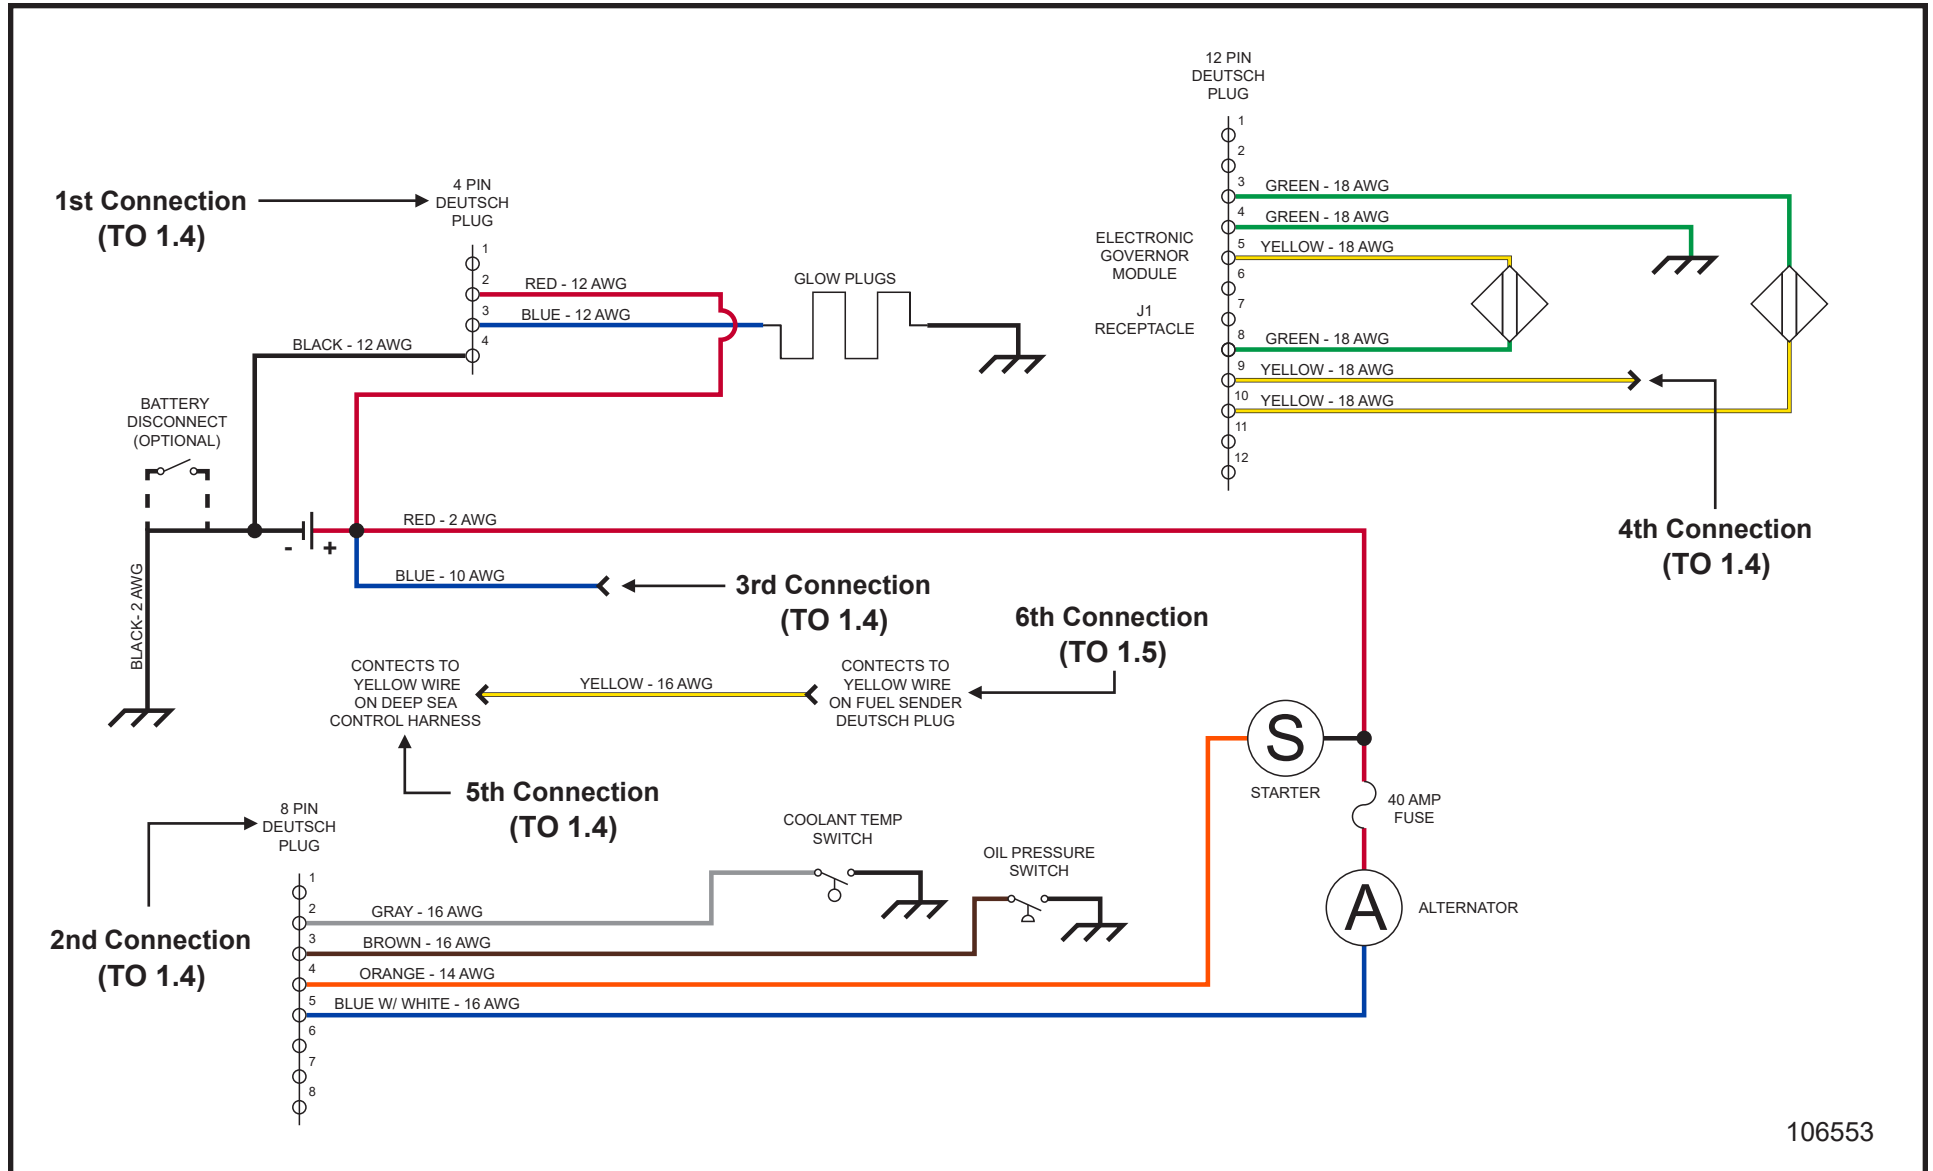 12 PIN
DEUTSCH
PLUG
1
2
3
4
5
6
7
8
9
10
11
12
GREEN - 18 AWG
GREEN - 18 AWG
YELLOW - 18 AWG
GREEN - 18 AWG
YELLOW - 18 AWG
YELLOW - 18 AWG
ELECTRONIC
GOVERNOR
MODULE
J1
RECEPTACLE
4th Connection
(TO 1.4)
1st Connection
(TO 1.4)
4 PIN
DEUTSCH
PLUG
1
2
3
4
RED - 12 AWG
BLUE - 12 AWG
BLACK - 12 AWG
GLOW PLUGS
BATTERY
DISCONNECT
(OPTIONAL)
- +
RED - 2 AWG
BLUE - 10 AWG
BLACK- 2 AWG
3rd Connection
(TO 1.4)
6th Connection
(TO 1.5)
CONTECTS TO
YELLOW WIRE
ON DEEP SEA
CONTROL HARNESS
YELLOW - 16 AWG
CONTECTS TO
YELLOW WIRE
ON FUEL SENDER
DEUTSCH PLUG
5th Connection
(TO 1.4)
S
STARTER
40 AMP
FUSE
A
ALTERNATOR
8 PIN
DEUTSCH
PLUG
2nd Connection
(TO 1.4)
1
2
3
4
5
6
7
8
GRAY - 16 AWG
BROWN - 16 AWG
ORANGE - 14 AWG
BLUE W/ WHITE - 16 AWG
COOLANT TEMP
SWITCH
OIL PRESSURE
SWITCH
106553